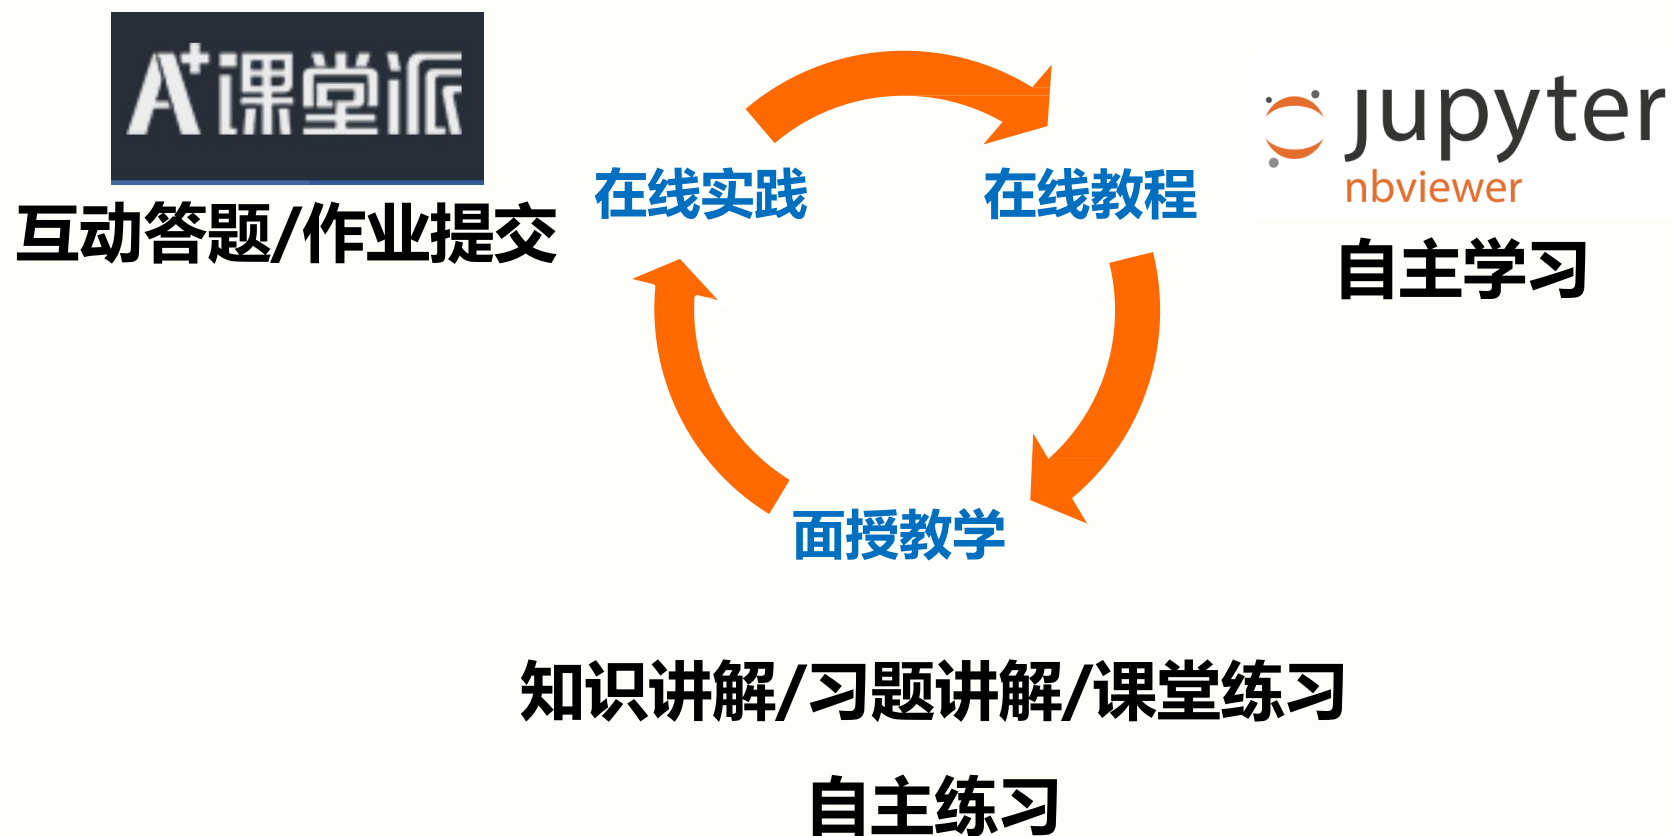 A+课堂派
互动答题/作业提交
在线实践
在线教程
jupyter
nbviewer
自主学习
面授教学
知识讲解/习题讲解/课堂练习
自主练习